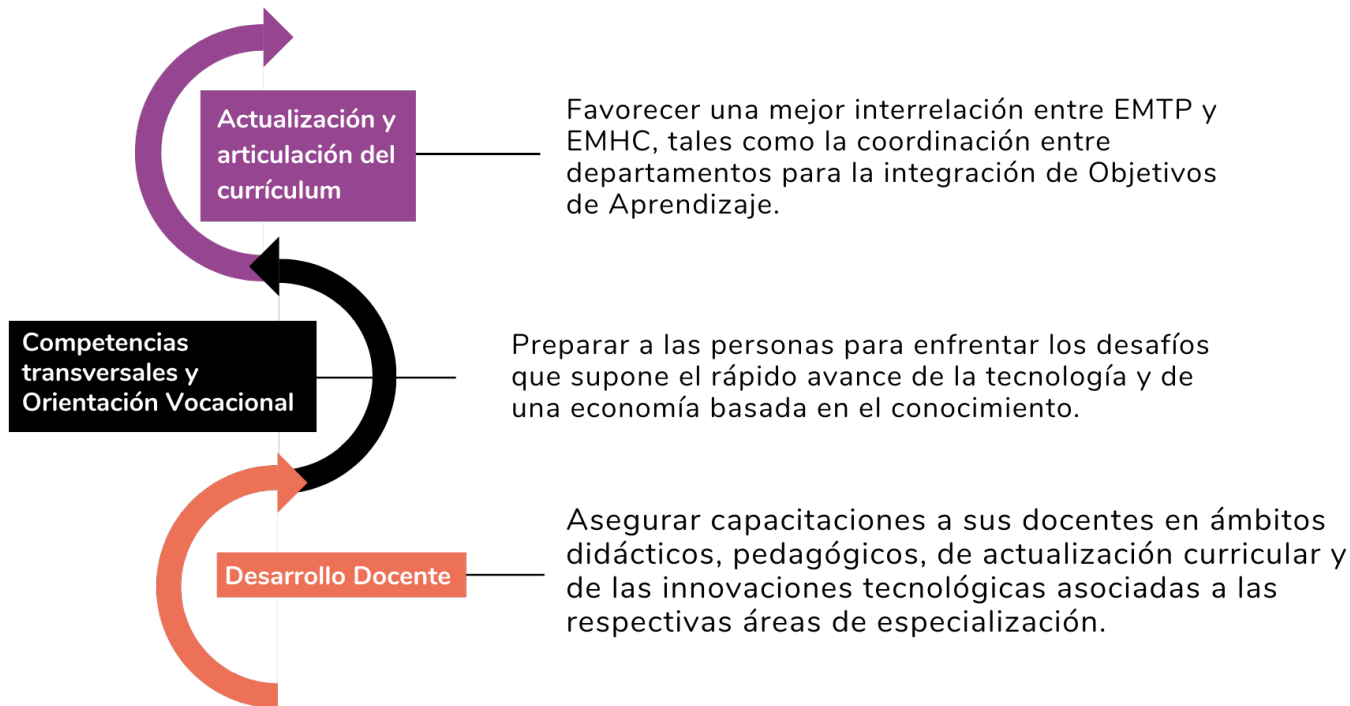 Actualización y
articulación del
currículum
Favorecer una mejor interrelación entre EMTP y
EMHC, tales como la coordinación entre
departamentos para la integración de Objetivos
de Aprendizaje.
Competencias
transversales y
Orientación Vocacional
Preparar a las personas para enfrentar los desafíos
que supone el rápido avance de la tecnología y de
una economía basada en el conocimiento.
Desarrollo Docente
Asegurar capacitaciones a sus docentes en ámbitos
didácticos, pedagógicos, de actualización curricular y
de las innovaciones tecnológicas asociadas a las
respectivas áreas de especialización.